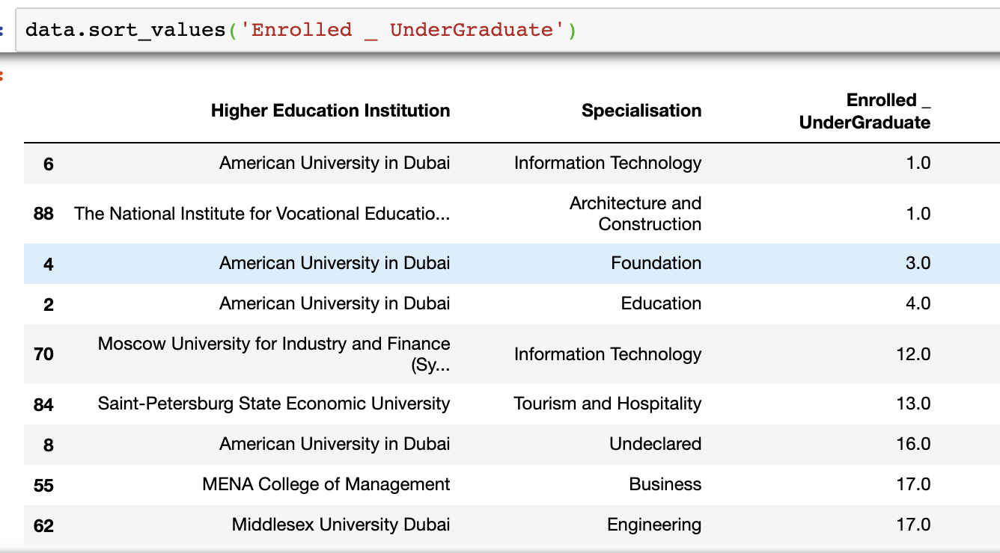 data.sort_values('Enrolled _ UnderGraduate')
Higher Education Institution Specialisation Enrolled _
UnderGraduate
6 American University in Dubai Information Technology 1.0
88 The National Institute for Vocational Educatio... Architecture and
Construction 1.0
4 American University in Dubai Foundation 3.0
2 American University in Dubai Education 4.0
70 Moscow University for Industry and Finance
(Sy... Information Technology 12.0
84 Saint-Petersburg State Economic University Tourism and Hospitality 13.0
8 American University in Dubai Undeclared 16.0
55 MENA College of Management Business 17.0
62 Middlesex University Dubai Engineering 17.0